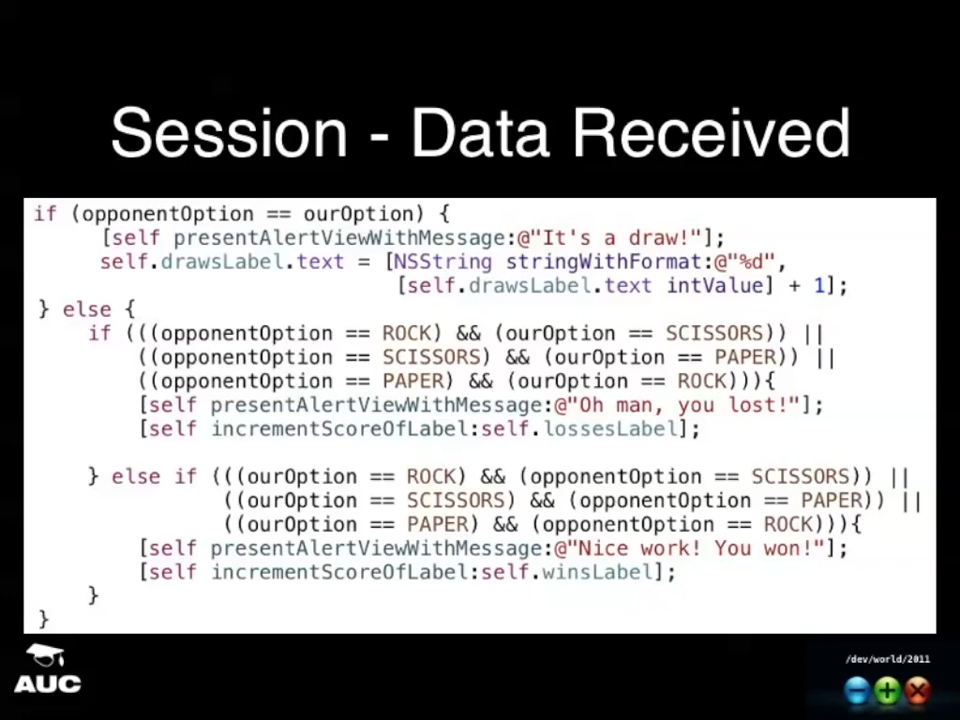 Session - Data Received
if (opponentOption == ourOption) {
[self presentAlertViewWithMessage:@"It's a draw!"];
self.drawsLabel.text = [NSString stringWithFormat:@"%d",
[self.drawsLabel.text intValue] + 1];
} else {
if (((opponentOption == ROCK) && (ourOption == SCISSORS)) ||
((opponentOption == SCISSORS) && (ourOption == PAPER)) ||
((opponentOption == PAPER) && (ourOption == ROCK))){
[self presentAlertViewWithMessage:@"Oh man, you lost!"];
[self incrementScoreOfLabel:self.lossesLabel];
} else if (((ourOption == ROCK) && (opponentOption == SCISSORS)) ||
((ourOption == SCISSORS) && (opponentOption == PAPER)) ||
((ourOption == PAPER) && (opponentOption == ROCK))){
[self presentAlertViewWithMessage:@"Nice work! You won!"];
[self incrementScoreOfLabel:self.winsLabel];
}
}
AUC
/dev/world/2011